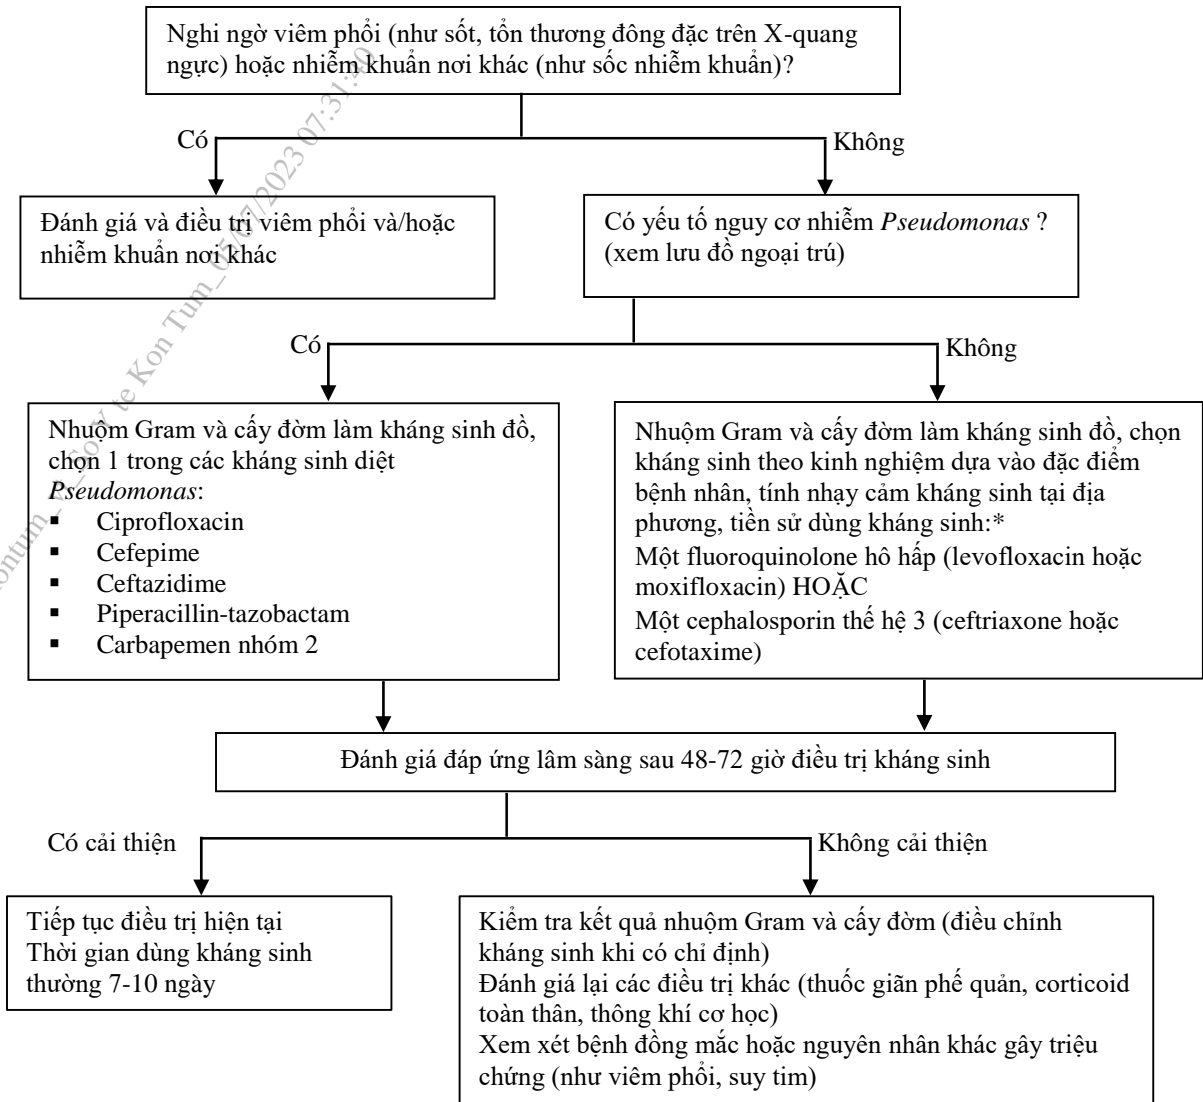 Nghi ngờ viêm phổi (như sốt, tổn thương đông đặc trên X-quang
ngực) hoặc nhiễm khuẩn nơi khác (như sốc nhiễm khuẩn)?
Có
Không
Đánh giá và điều trị viêm phổi và/hoặc
nhiễm khuẩn nơi khác
Có yếu tố nguy cơ nhiễm Pseudomonas ?
(xem lưu đồ ngoại trú)
Có
Không
Nhuộm Gram và cấy đờm làm kháng sinh đồ,
chọn 1 trong các kháng sinh diệt
Pseudomonas:
▪ Ciprofloxacin
▪ Cefepime
▪ Ceftazidime
▪ Piperacillin-tazobactam
▪ Carbapemen nhóm 2
Nhuộm Gram và cấy đờm làm kháng sinh đồ, chọn
kháng sinh theo kinh nghiệm dựa vào đặc điểm
bệnh nhân, tính nhạy cảm kháng sinh tại địa
phương, tiền sử dùng kháng sinh:*
Một fluoroquinolone hô hấp (levofloxacin hoặc
moxifloxacin) HOẶC
Một cephalosporin thế hệ 3 (ceftriaxone hoặc
cefotaxime)
Đánh giá đáp ứng lâm sàng sau 48-72 giờ điều trị kháng sinh
Có cải thiện
Không cải thiện
Tiếp tục điều trị hiện tại
Thời gian dùng kháng sinh
thường 7-10 ngày
Kiểm tra kết quả nhuộm Gram và cấy đờm (điều chỉnh
kháng sinh khi có chỉ định)
Đánh giá lại các điều trị khác (thuốc giãn phế quản, corticoid
toàn thân, thông khí cơ học)
Xem xét bệnh đồng mắc hoặc nguyên nhân khác gây triệu
chứng (như viêm phổi, suy tim)
Y te Kon Tum_05/07/2023 07:31:40